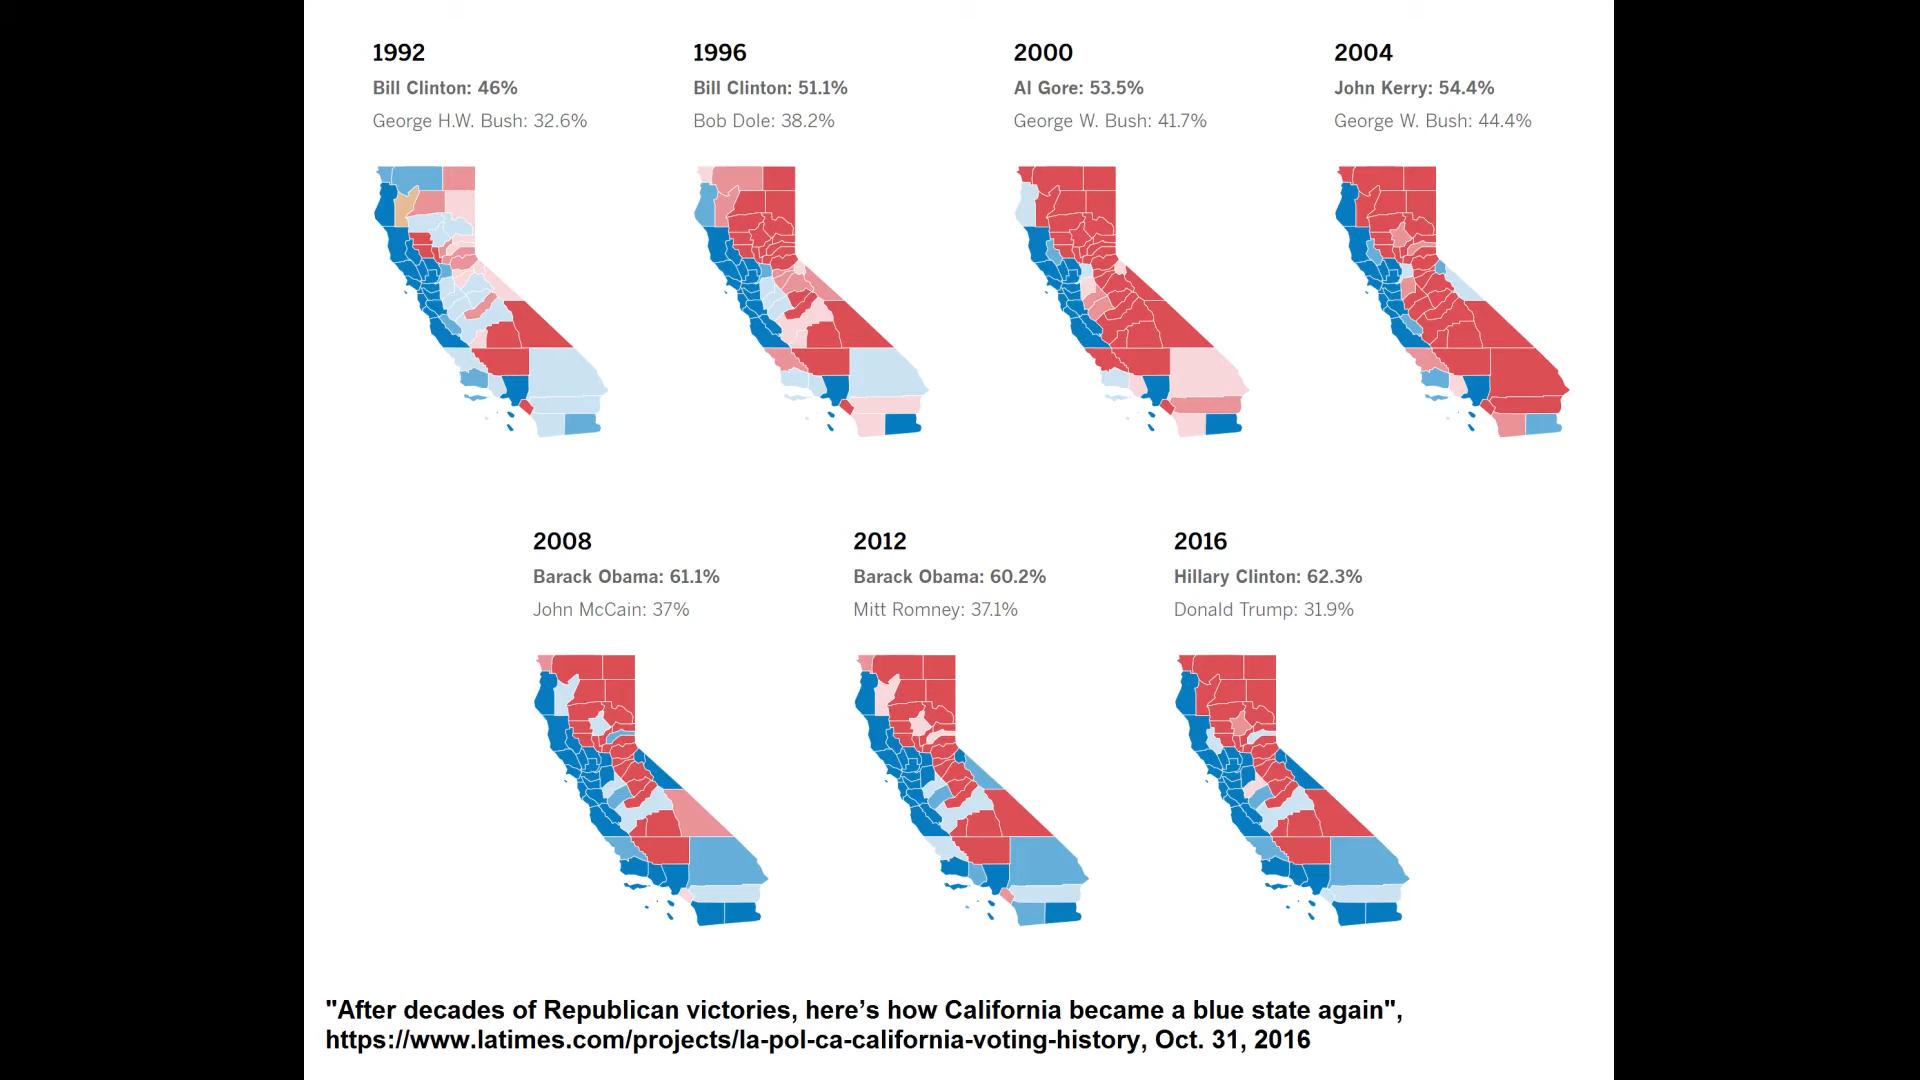 1992
Bill Clinton: 46%
George H.W. Bush: 32.6%
1996
Bill Clinton: 51.1%
Bob Dole: 38.2%
2000
Al Gore: 53.5%
George W. Bush: 41.7%
2004
John Kerry: 54.4%
George W. Bush: 44.4%
2008
Barack Obama: 61.1%
John McCain: 37%
2012
Barack Obama: 60.2%
Mitt Romney: 37.1%
2016
Hillary Clinton: 62.3%
Donald Trump: 31.9%
"After decades of Republican victories, here’s how California became a blue state again",
https://www.latimes.com/projects/la-pol-ca-california-voting-history, Oct. 31, 2016